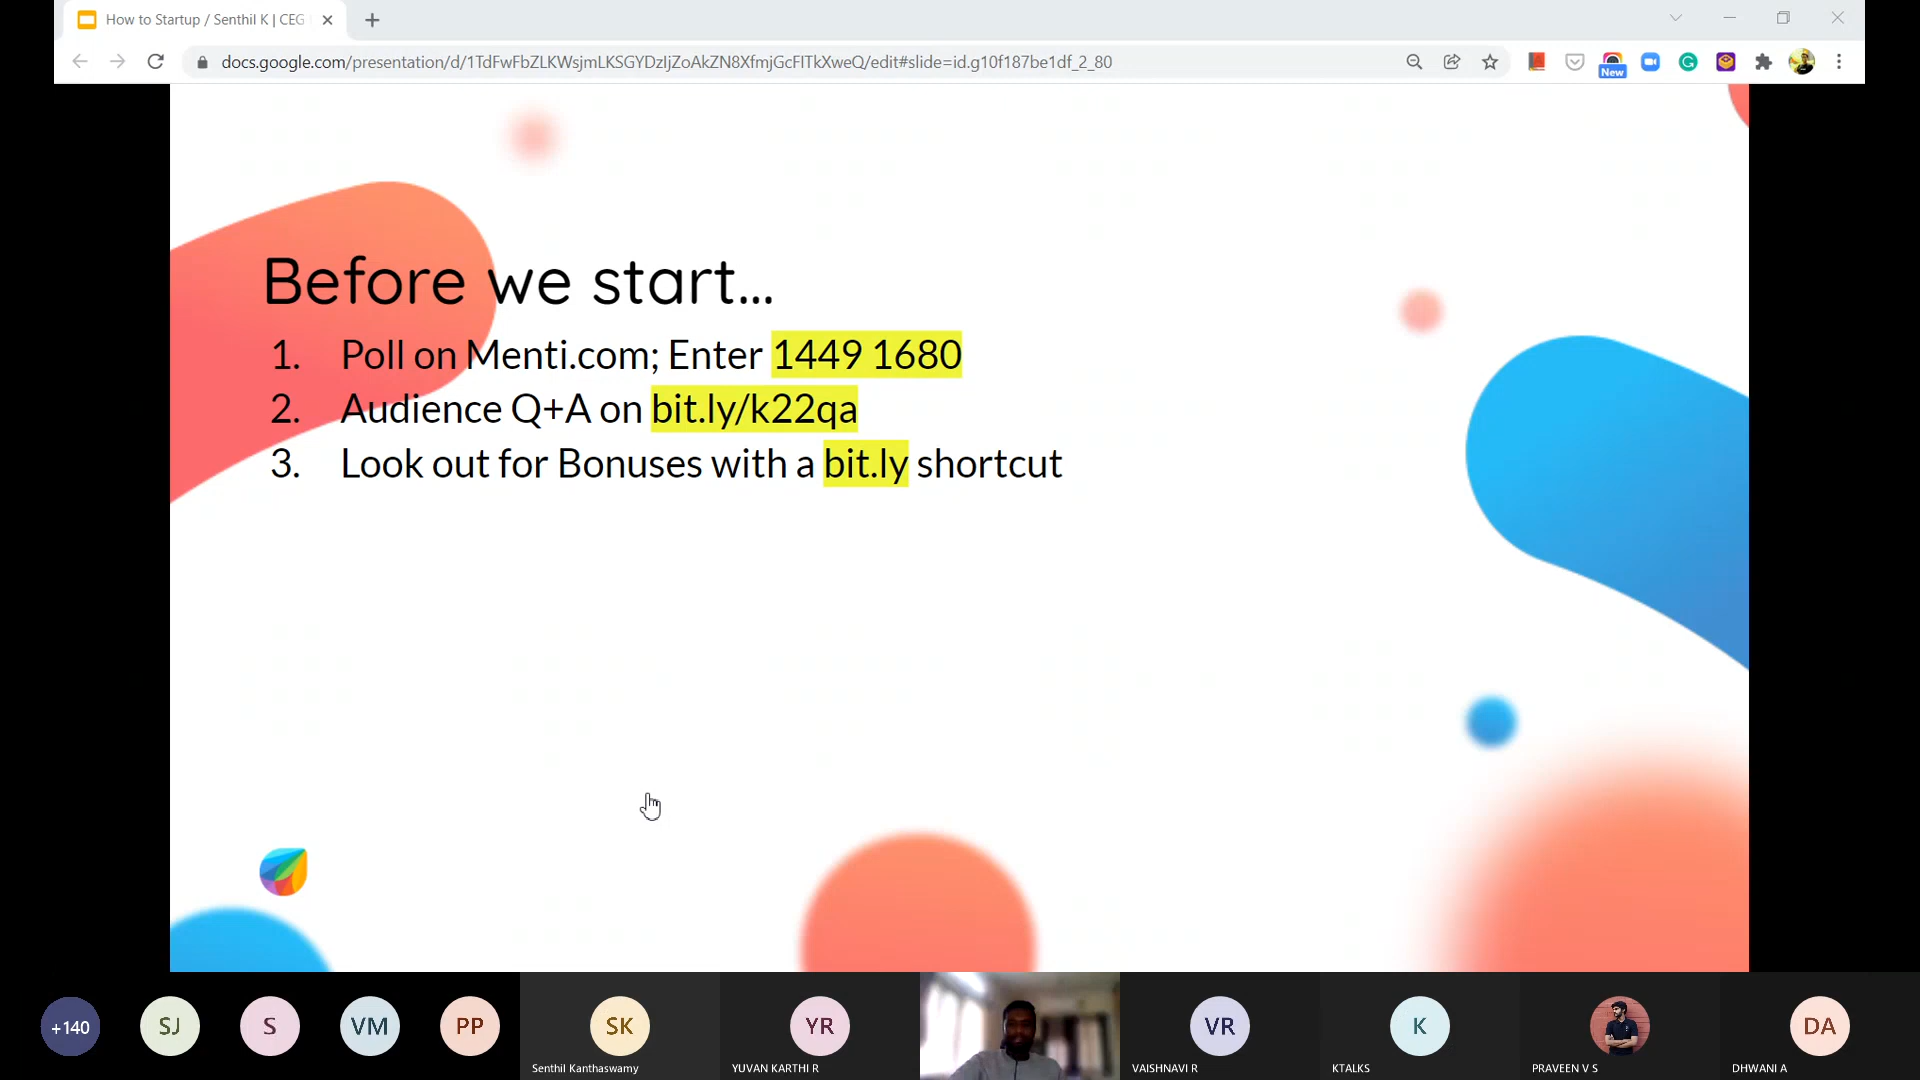 How to Startup / Senthil K | CEG
docs.google.com/presentation/d/1TdFwFbZLKWsjmLKSGYDzIjZoAkZN8XfmjGcFITkXweQ/edit#slide=id.g10f187be1df_2_80
New
Before we start...
1. Poll on Menti.com; Enter 1449 1680
2. Audience Q+A on bit.ly/k22qa
3. Look out for Bonuses with a bit.ly shortcut
+140
SJ
S
VM
PP
SK
Senthil Kanthaswamy
YR
YUVAN KARTHI R
VR
VAISHNAVI R
K
KTALKS
PRAVEEN V S
DA
DHWANI A